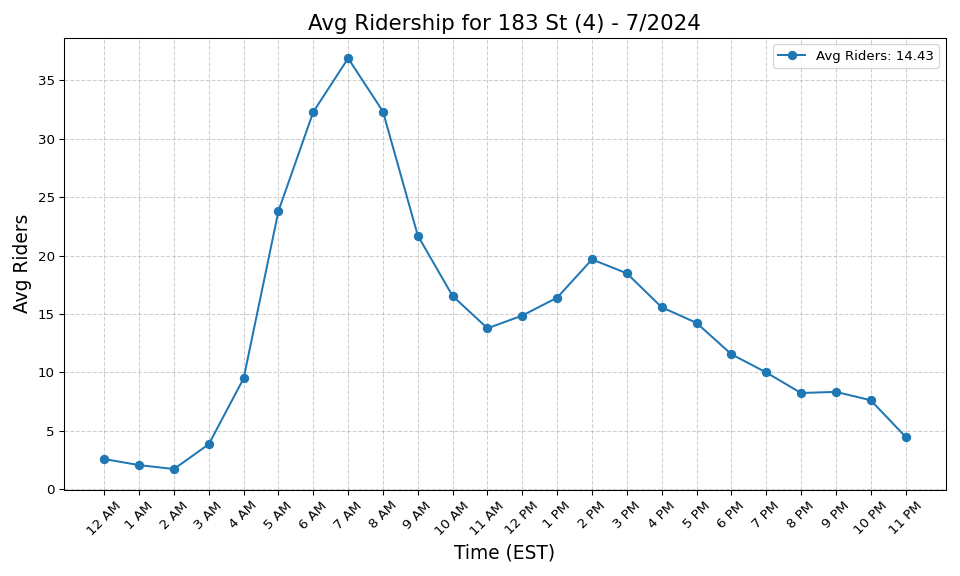 Avg Ridership for 183 St (4) - 7/2024
Avg Riders: 14.43
Avg Riders
35
30
25
20
15
10
5
0
12 AM
1 AM
2 AM
3 AM
4 AM
5 AM
6 AM
7 AM
8 AM
9 AM
10 AM
11 AM
12 PM
1 PM
2 PM
3 PM
4 PM
5 PM
6 PM
7 PM
8 PM
9 PM
10 PM
11 PM
Time (EST)